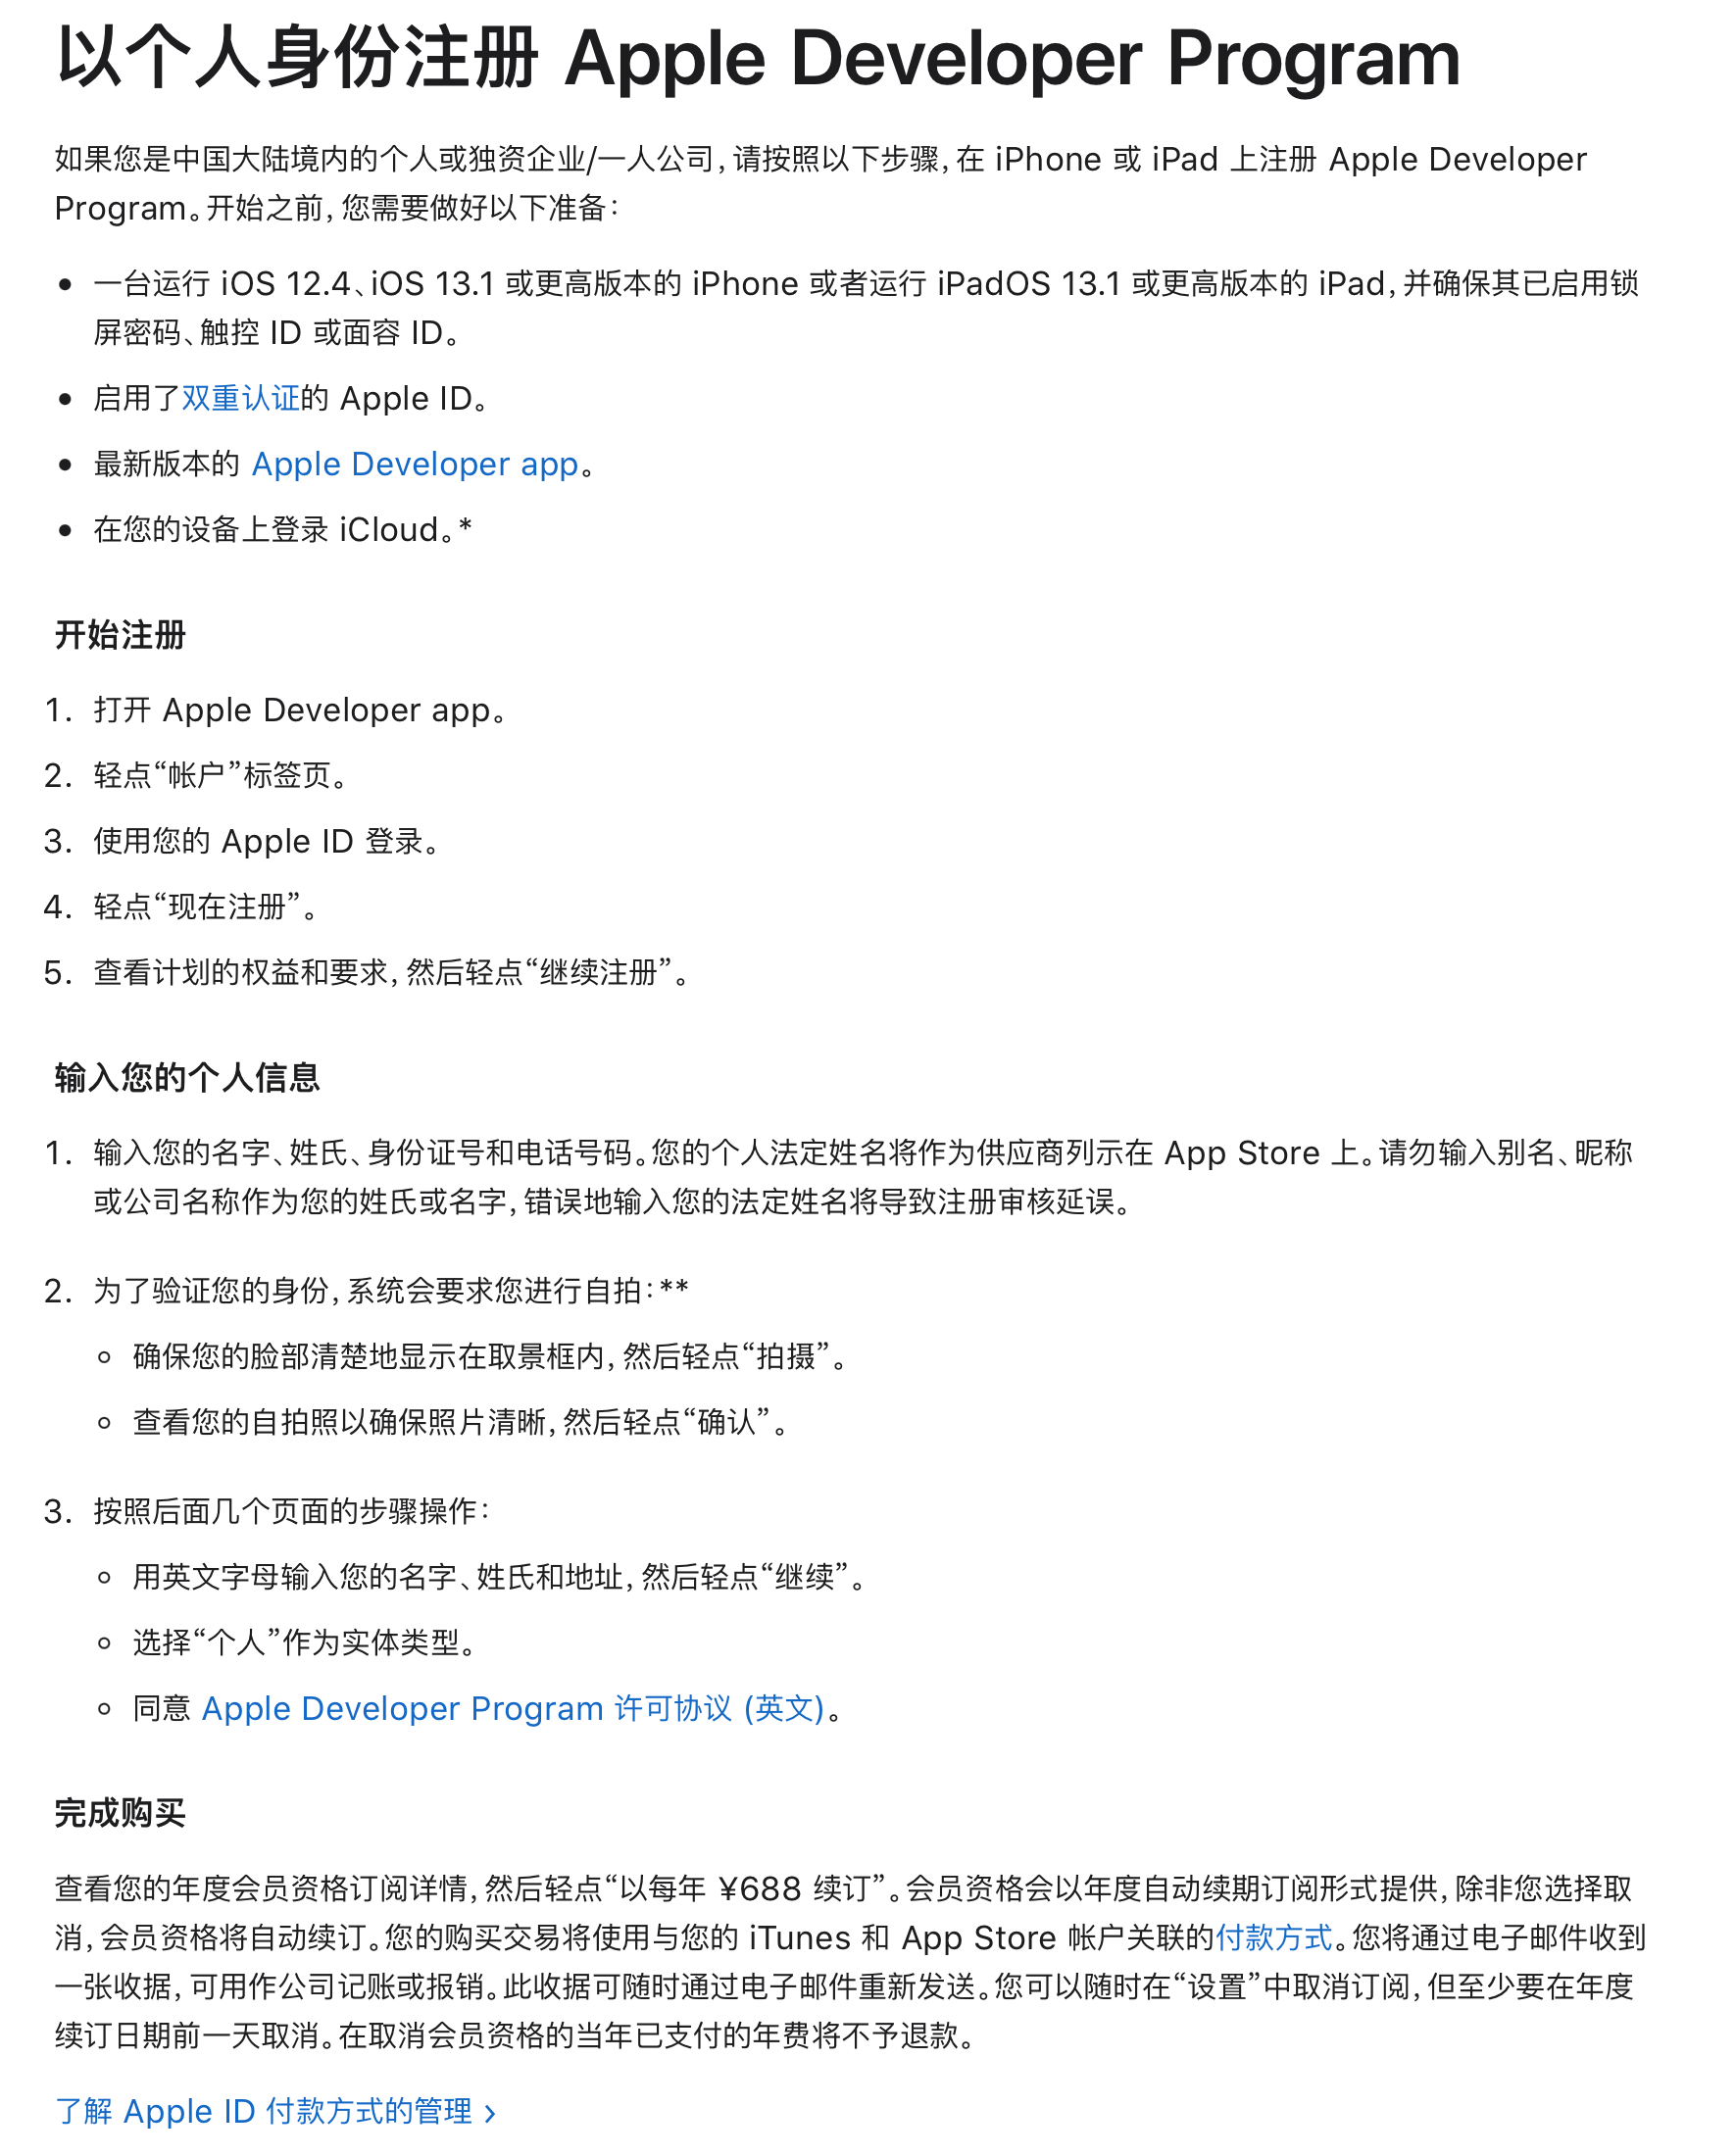 以个人身份注册 Apple Developer Program
如果您是中国大陆境内的个人或独资企业/一人公司，请按照以下步骤，在 iPhone 或 iPad 上注册 Apple Developer
Program。开始之前，您需要做好以下准备：
• 一台运行 iOS 12.4、iOS 13.1 或更高版本的 iPhone 或者运行 iPadOS 13.1 或更高版本的 iPad，并确保其已启用锁
屏密码、触控 ID 或面容 ID。
• 启用了双重认证的 Apple ID。
• 最新版本的 Apple Developer app。
• 在您的设备上登录 iCloud。*
开始注册
1. 打开 Apple Developer app。
2. 轻点“帐户”标签页。
3. 使用您的 Apple ID 登录。
4. 轻点“现在注册”。
5. 查看计划的权益和要求，然后轻点“继续注册”。
输入您的个人信息
1. 输入您的名字、姓氏、身份证号和电话号码。您的个人法定姓名将作为供应商列示在 App Store 上。请勿输入别名、昵称
或公司名称作为您的姓氏或名字，错误地输入您的法定姓名将导致注册审核延误。
2. 为了验证您的身份，系统会要求您进行自拍：**
◦ 确保您的脸部清楚地显示在取景框内，然后轻点“拍摄”。
◦ 查看您的自拍照以确保照片清晰，然后轻点“确认”。
3. 按照后面几个页面的步骤操作：
◦ 用英文字母输入您的名字、姓氏和地址，然后轻点“继续”。
◦ 选择“个人”作为实体类型。
◦ 同意 Apple Developer Program 许可协议 (英文)。
完成购买
查看您的年度会员资格订阅详情，然后轻点“以每年 ¥688 续订”。会员资格会以年度自动续期订阅形式提供，除非您选择取
消，会员资格将自动续订。您的购买交易将使用与您的 iTunes 和 App Store 帐户关联的付款方式。您将通过电子邮件收到
一张收据，可用作公司记账或报销。此收据可随时通过电子邮件重新发送。您可以随时在“设置”中取消订阅，但至少要在年度
续订日期前一天取消。在取消会员资格的当年已支付的年费将不予退款。
了解 Apple ID 付款方式的管理 ›